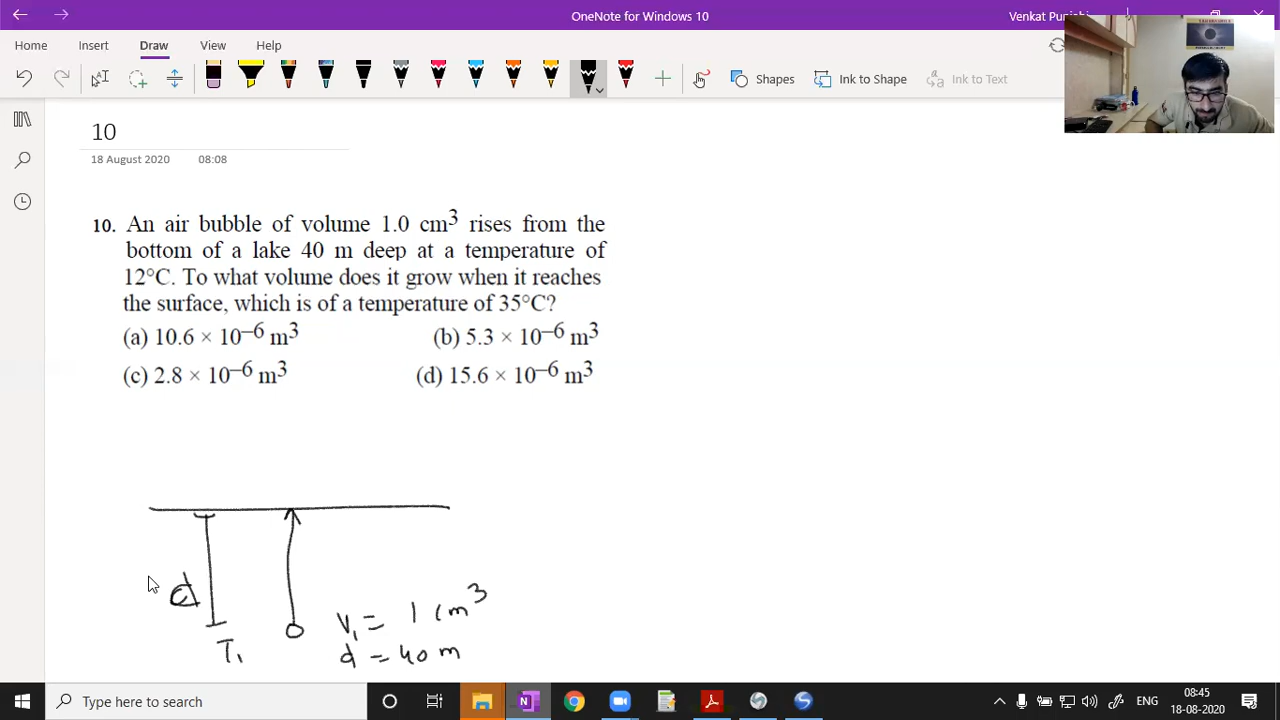 OneNote for Windows 10
Venkat Punjabi
Home Insert Draw View Help
Shapes Ink to Shape Ink to Text
10
18 August 2020 08:08
10. An air bubble of volume 1.0 cm³ rises from the
bottom of a lake 40 m deep at a temperature of
12°C. To what volume does it grow when it reaches
the surface, which is of a temperature of 35°C?
(a) 10.6 × 10⁻⁶ m³ (b) 5.3 × 10⁻⁶ m³
(c) 2.8 × 10⁻⁶ m³ (d) 15.6 × 10⁻⁶ m³
d
V₁ = 1 cm³
T₁
d = 40 m
Type here to search
ENG
08:45
18-08-2020